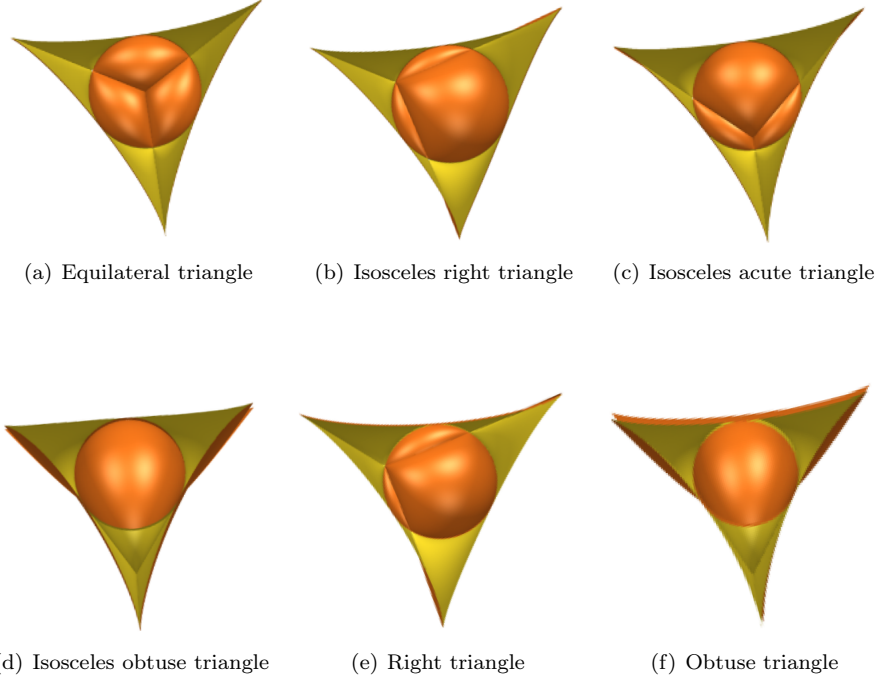 (a) Equilateral triangle
(b) Isosceles right triangle
(c) Isosceles acute triangle
d) Isosceles obtuse triangle
(e) Right triangle
(f) Obtuse triangle